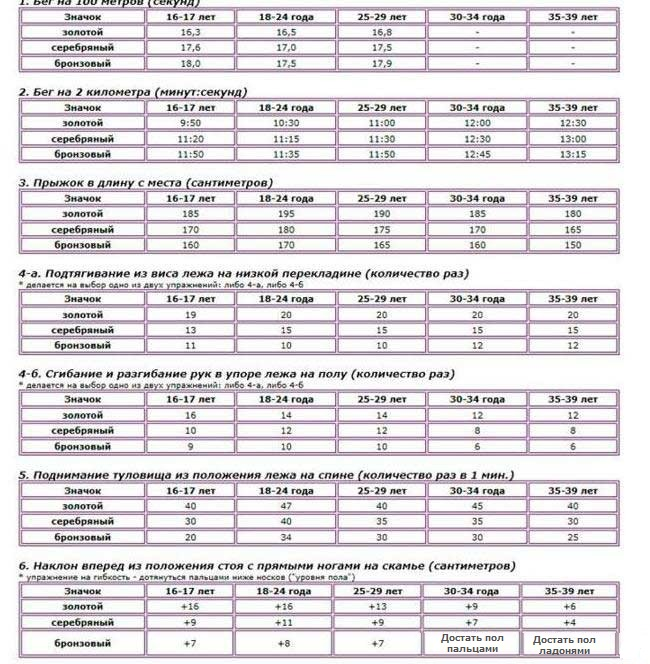 1. Бег на 100 метров (секунд)
Значок 16-17 лет 18-24 года 25-29 лет 30-34 года 35-39 лет
золотой 16,3 16,5 16,8 - -
серебряный 17,6 17,0 17,5 - -
бронзовый 18,0 17,5 17,9 - -
2. Бег на 2 километра (минут:секунд)
Значок 16-17 лет 18-24 года 25-29 лет 30-34 года 35-39 лет
золотой 9:50 10:30 11:00 12:00 12:30
серебряный 11:20 11:15 11:30 12:30 13:00
бронзовый 11:50 11:35 11:50 12:45 13:15
3. Прыжок в длину с места (сантиметров)
Значок 16-17 лет 18-24 года 25-29 лет 30-34 года 35-39 лет
золотой 185 195 190 185 180
серебряный 170 180 175 170 165
бронзовый 160 170 165 160 150
4-а. Подтягивание из виса лежа на низкой перекладине (количество раз)
* делается на выбор одно из двух упражнений: либо 4-а, либо 4-б
Значок 16-17 лет 18-24 года 25-29 лет 30-34 года 35-39 лет
золотой 19 20 20 20 20
серебряный 13 15 15 15 15
бронзовый 11 10 10 12 12
4-б. Сгибание и разгибание рук в упоре лежа на полу (количество раз)
* делается на выбор одно из двух упражнений: либо 4-а, либо 4-б
Значок 16-17 лет 18-24 года 25-29 лет 30-34 года 35-39 лет
золотой 16 14 14 12 12
серебряный 10 12 12 8 8
бронзовый 9 10 10 6 6
5. Поднимание туловища из положения лежа на спине (количество раз в 1 мин.)
Значок 16-17 лет 18-24 года 25-29 лет 30-34 года 35-39 лет
золотой 40 47 40 45 40
серебряный 30 40 35 35 30
бронзовый 20 34 30 30 25
6. Наклон вперед из положения стоя с прямыми ногами на скамье (сантиметров)
* упражнение на гибкость - дотянуться пальцами ниже носков ("уровня пола")
Значок 16-17 лет 18-24 года 25-29 лет 30-34 года 35-39 лет
золотой +16 +16 +13 +9 +6
серебряный +9 +11 +9 +7 +4
бронзовый +7 +8 +7 Достать пол пальцами Достать пол ладонями